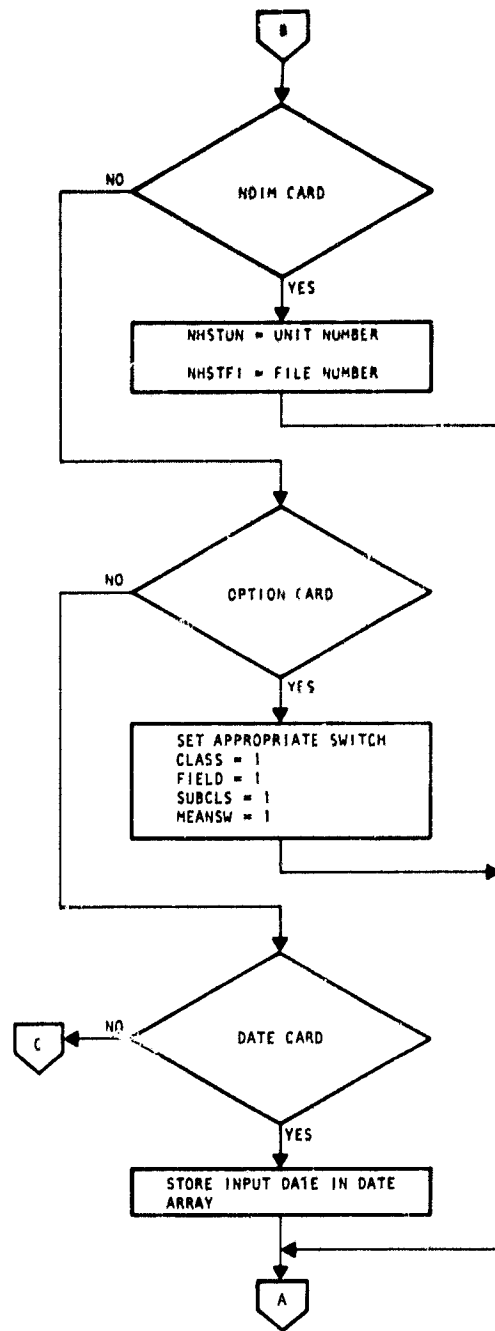 NO
NDIM CARD
YES
NHSTUN = UNIT NUMBER
NHSTFI = FILE NUMBER
NO
OPTION CARD
YES
SET APPROPRIATE SWITCH
CLASS = 1
FIELD = 1
SUBCLS = 1
MEANSW = 1
NO
C
DATE CARD
YES
STORE INPUT DATE IN DATE
ARRAY
A